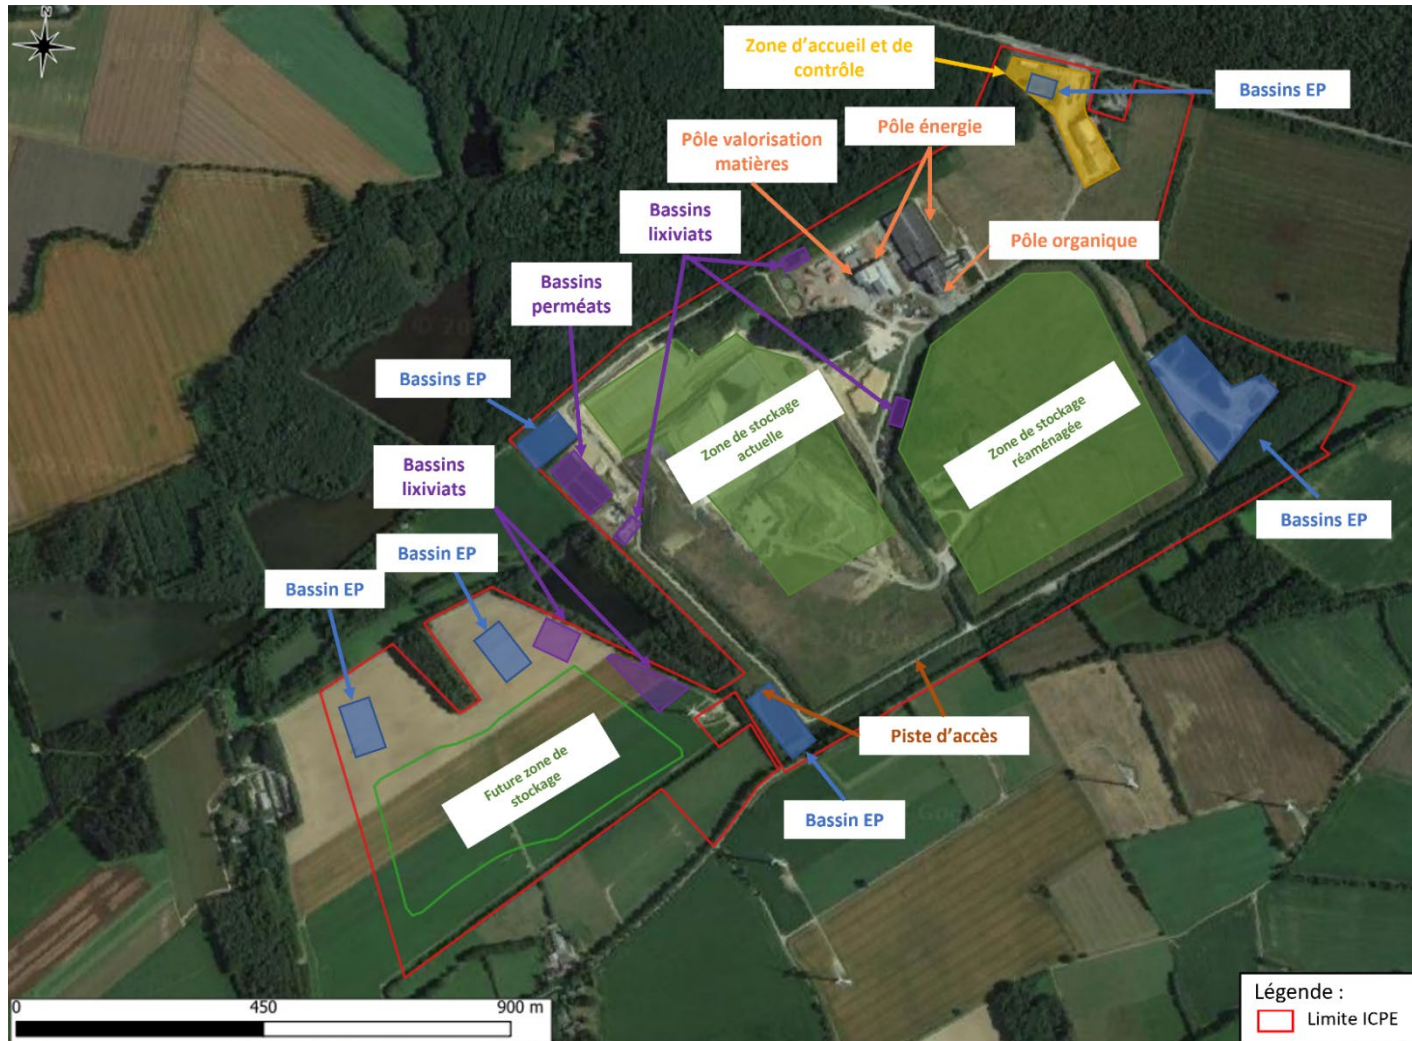 N
Zone d'accueil et de
contrôle
Bassins EP
Pôle énergie
Pôle valorisation
matières
Bassins
lixiviats
Pôle organique
Bassins
perméats
Bassins EP
Zone de stockage
actuelle
Zone de stockage
réaménagée
Bassins
lixiviats
Bassins EP
Bassin EP
Bassin EP
Piste d'accès
Future zone de
stockage
Bassin EP
0 450 900 m
Légende :
Limite ICPE